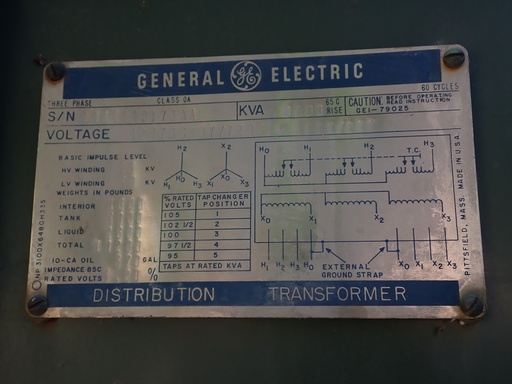 GENERAL GE ELECTRIC
THREE PHASE CLASS OA 60 CYCLES
S/N KVA 65C RISE CAUTION BEFORE OPERATING READ INSTRUCTION GEI-79025
VOLTAGE
BASIC IMPULSE LEVEL
HV WINDING KV
LV WINDING KV
WEIGHTS IN POUNDS
INTERIOR
TANK
LIQUID
TOTAL
10-CA OIL GAL
IMPEDANCE 85C %
RATED VOLTS
NP 310DX6480H335
H2 X2
H0 X0
H1 H3 X1 X3
% RATED VOLTS TAP CHANGER POSITION
105 1
102 1/2 2
100 3
97 1/2 4
95 5
TAPS AT RATED KVA
H0 H1 H2 H3
T.C.
X0 X1 X2 X3
H1 H2 H3 H0 X0 X1 X2 X3
EXTERNAL
GROUND STRAP
PITTSFIELD, MASS. MADE IN U.S.A.
DISTRIBUTION TRANSFORMER